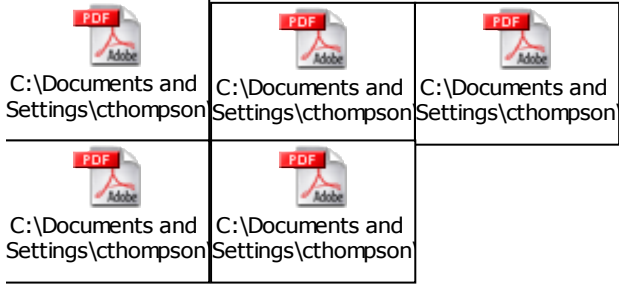 PDF PDF PDF
Adobe Adobe Adobe
C:\Documents and C:\Documents and C:\Documents and
Settings\cthompson\ Settings\cthompson\ Settings\cthompson\
PDF PDF
Adobe Adobe
C:\Documents and C:\Documents and
Settings\cthompson\ Settings\cthompson\